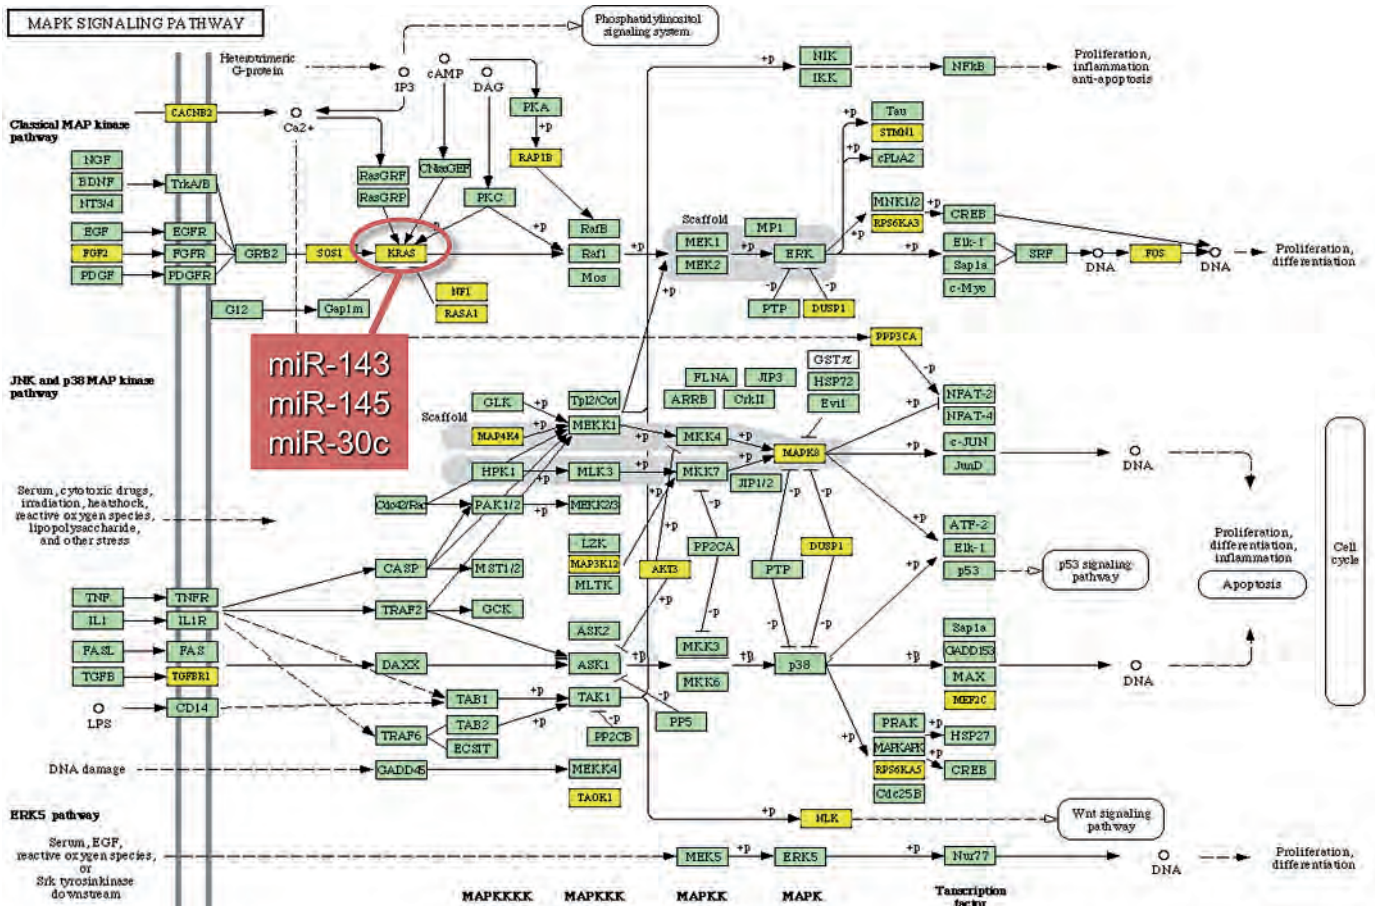 MAPK SIGNALING PATHWAY
Phosphatidylinositol
signaling system
Heterotrimeric
G-protein
IP3
cAMP
DAG
NIK
IKK
+p
NFkB
Proliferation,
inflammation
anti-apoptosis
CACNB2
Ca2+
PKA
+p
Tau
STMN1
cPLA2
Classical MAP kinase
pathway
NGF
BDNF
NT3/4
TrkA/B
RasGRF
RasGRP
CNasGEF
PKC
RAP1B
+p
MNK1/2
RPS6KA3
+p
CREB
EGF
EGFR
FGF2
FGFR
PDGF
PDGFR
GRB2
SOS1
KRAS
+p
RafB
Raf1
Mos
+p
Scaffold
MEK1
MEK2
+p
MP1
ERK
+p
Elk-1
Sap1a
c-Myc
SRF
DNA
FOS
DNA
Proliferation,
differentiation
G12
Gap1m
NF1
RASA1
+p
-p
-p
PTP
DUSP1
miR-143
miR-145
miR-30c
PPP3CA
-p
JNK and p38 MAP kinase
pathway
GLK
Tpl2/Cot
FLNA
JIP3
ARRB
CrkII
GSTπ
HSP72
Evi1
NFAT-2
NFAT-4
Scaffold
MAP4K4
+p
+p
MEKK1
+p
MKK4
+p
MAPK8
+p
c-JUN
JunD
DNA
HPK1
MLK3
+p
MKK7
+p
JIP1/2
Serum, cytotoxic drugs,
irradiation, heatshock,
reactive oxygen species,
lipopolysaccharide,
and other stress
Cdc42/Rac
PAK1/2
+p
MEKK2/3
+p
+p
-p
-p
-p
LZK
MAP3K12
MLTK
AKT3
PP2CA
PTP
DUSP1
ATF-2
Elk-1
p53
p53 signaling
pathway
Proliferation,
differentiation,
inflammation
Apoptosis
Cell
cycle
CASP
MST1/2
TNF
TNFR
TRAF2
GCK
IL1
IL1R
+p
-p
-p
-p
FASL
FAS
DAXX
ASK2
ASK1
+p
MKK3
MKK6
+p
p38
+p
Sap1a
GADD153
MAX
MEF2C
DNA
TGFB
TGFBR1
LPS
CD14
TAB1
+p
TAK1
-p
PP5
TRAF6
TAB2
ECSIT
+p
-p
PP2CB
+p
PRAK
+p
HSP27
MAPKAPK
+p
RPS6KA5
CREB
Cdc25B
DNA damage
GADD45
MEKK4
TAOK1
+p
NLK
Wnt signaling
pathway
ERK5 pathway
Serum, EGF,
reactive oxygen species,
or
Srk tyrosinkinase
downstream
MEK5
+p
ERK5
+p
Nur77
DNA
Proliferation,
differentiation
MAPKKKK
MAPKKK
MAPKK
MAPK
Transcription
factor